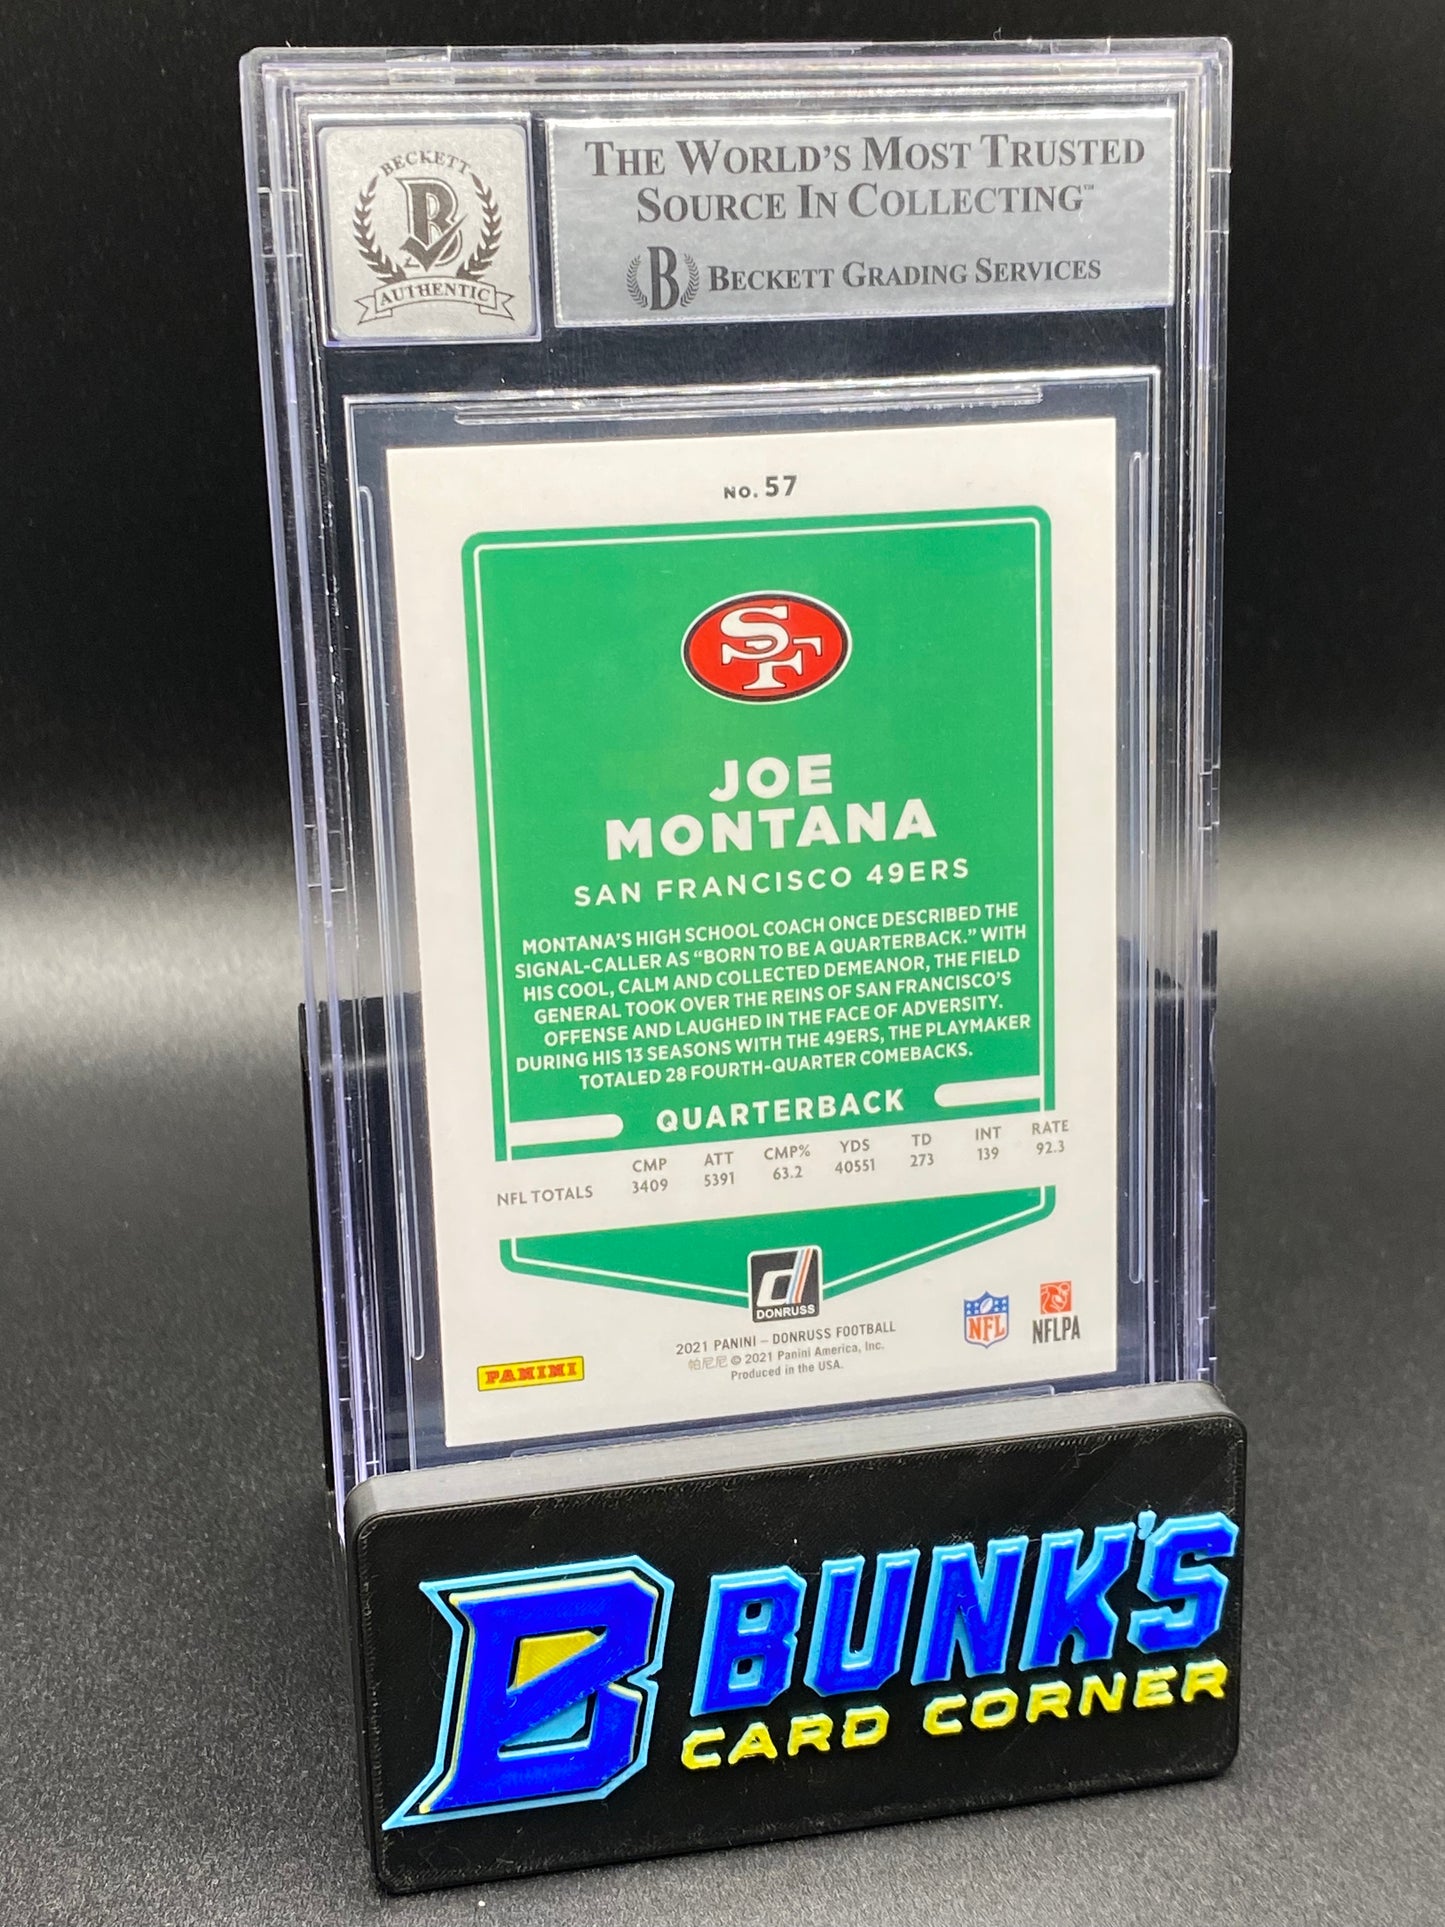 BECKETT
B
AUTHENTIC
THE WORLD'S MOST TRUSTED
SOURCE IN COLLECTING™
B BECKETT GRADING SERVICES
NO. 57
SF
JOE
MONTANA
SAN FRANCISCO 49ERS
MONTANA'S HIGH SCHOOL COACH ONCE DESCRIBED THE
SIGNAL-CALLER AS “BORN TO BE A QUARTERBACK.” WITH
HIS COOL, CALM AND COLLECTED DEMEANOR, THE FIELD
GENERAL TOOK OVER THE REINS OF SAN FRANCISCO'S
OFFENSE AND LAUGHED IN THE FACE OF ADVERSITY.
DURING HIS 13 SEASONS WITH THE 49ERS, THE PLAYMAKER
TOTALED 28 FOURTH-QUARTER COMEBACKS.
QUARTERBACK
CMP ATT CMP% YDS TD INT RATE
NFL TOTALS 3409 5391 63.2 40551 273 139 92.3
d
DONRUSS
NFL
NFLPA
2021 PANINI – DONRUSS FOOTBALL
帕尼尼 © 2021 Panini America, Inc.
Produced in the USA.
PANINI
B BUNK'S
CARD CORNER